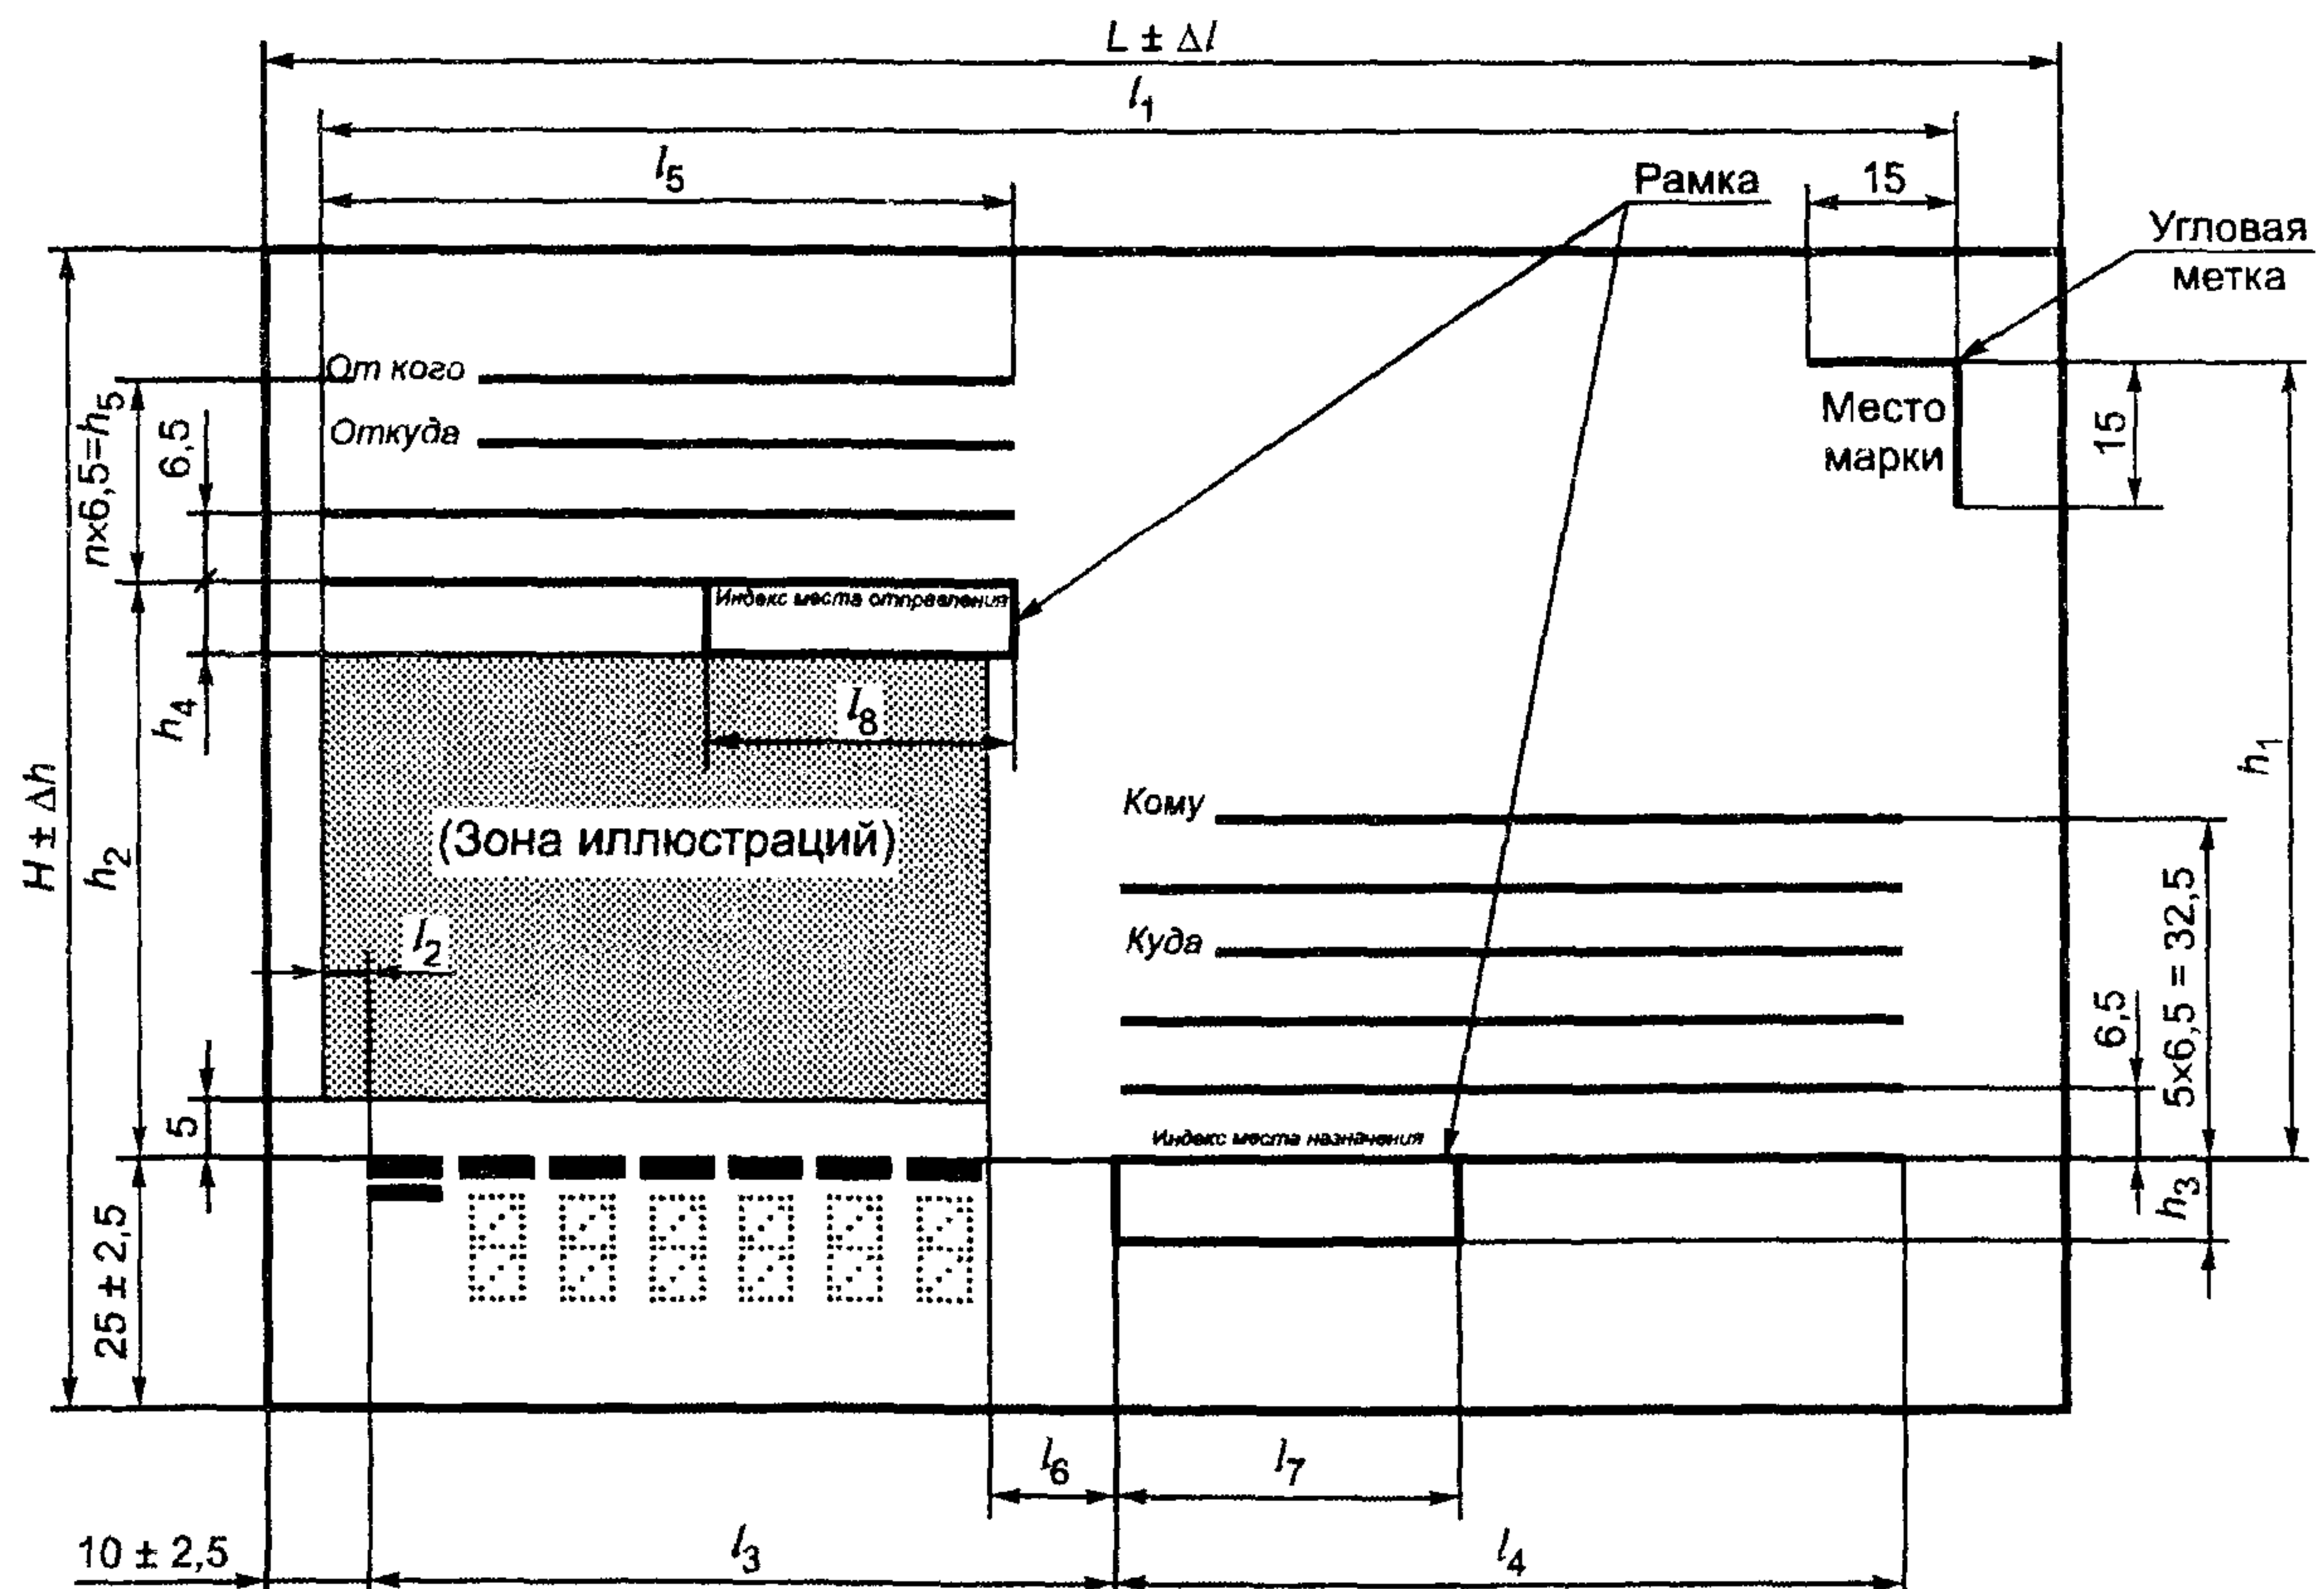 L ± Δl
l1
l5
Рамка
15
Угловая
метка
От кого
Откуда
n×6,5=h5
6,5
Место
марки
15
Индекс места отправления
h4
l8
h1
H ± Δh
h2
(Зона иллюстраций)
Кому
l2
Куда
6,5
5×6,5 = 32,5
5
Индекс места назначения
h3
25 ± 2,5
l6
l7
10 ± 2,5
l3
l4